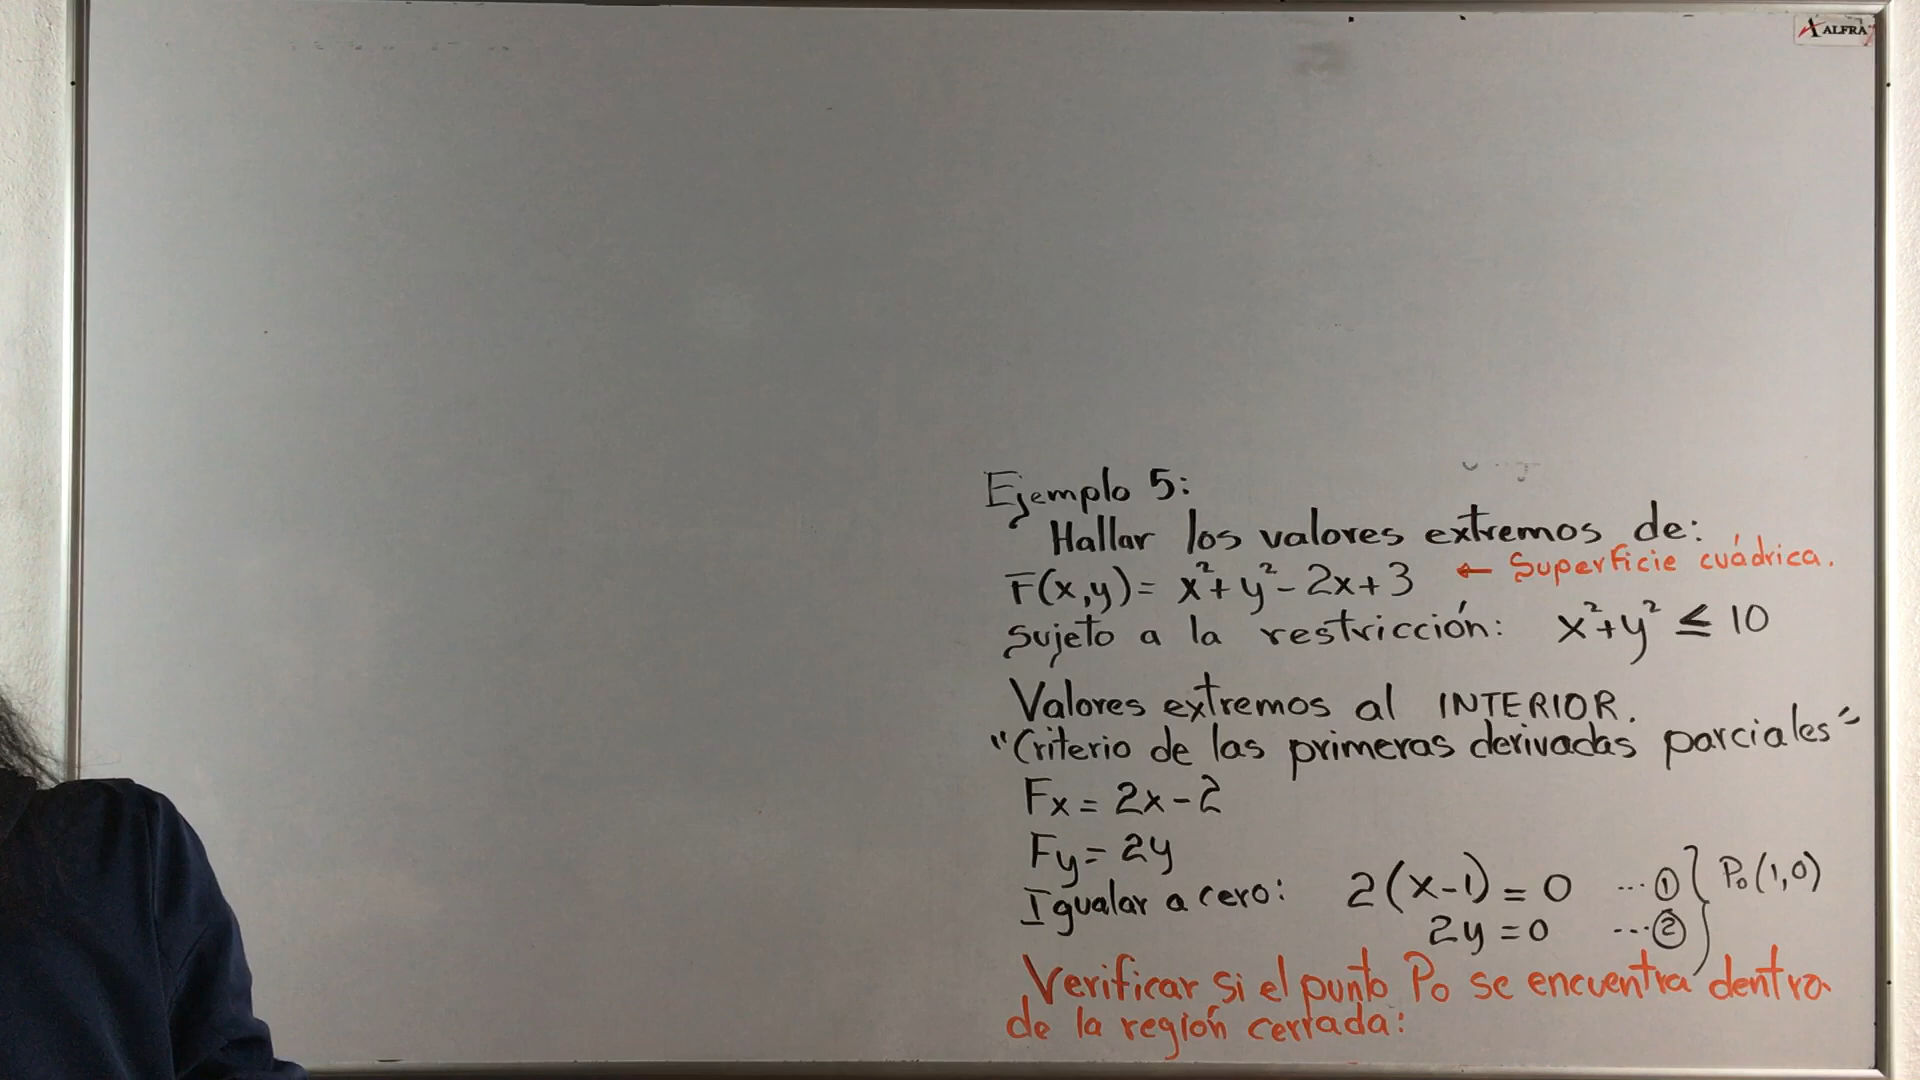 ALFRA
Ejemplo 5:
Hallar los valores extremos de:
F(x,y) = x²+y²-2x+3 ← Superficie cuádrica.
sujeto a la restricción: x²+y² ≤ 10
Valores extremos al INTERIOR.
"Criterio de las primeras derivadas parciales"
Fx = 2x-2
Fy = 2y
Igualar a cero: 2(x-1) = 0 ...① } P₀(1,0)
2y = 0 ...②
Verificar si el punto P₀ se encuentra dentro
de la región cerrada: